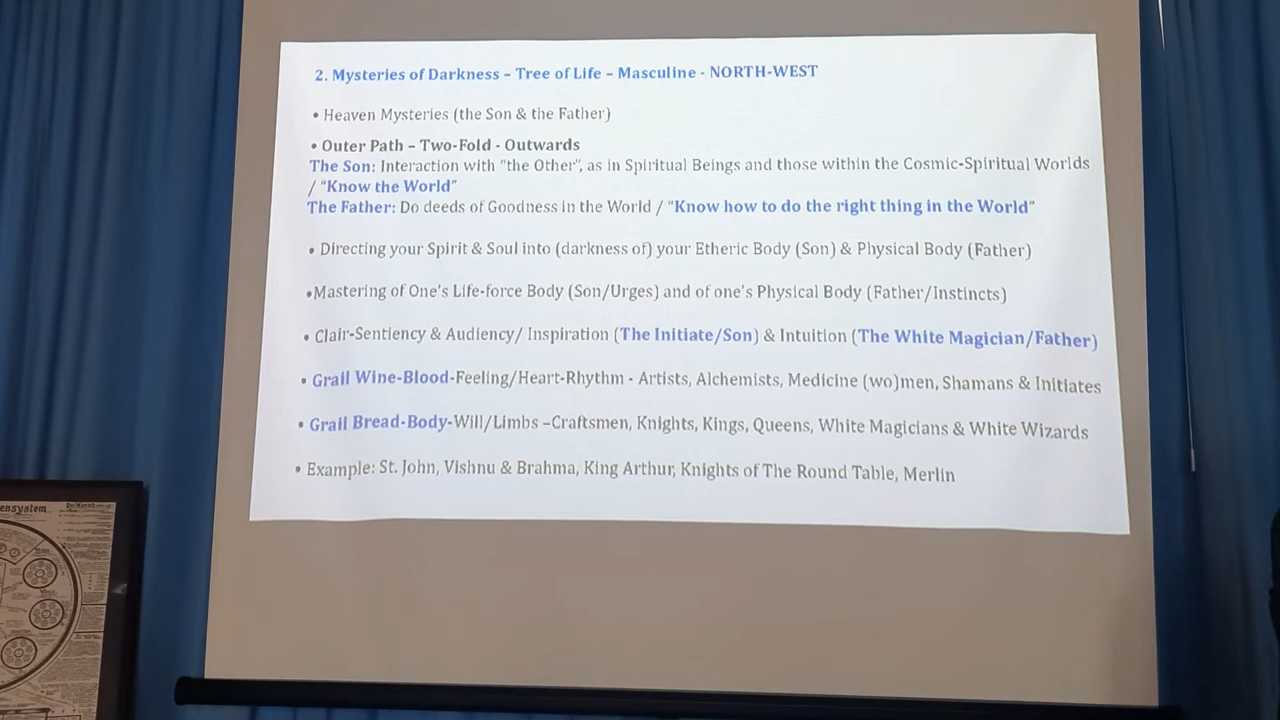 2. Mysteries of Darkness – Tree of Life – Masculine - NORTH-WEST
• Heaven Mysteries (the Son & the Father)
• Outer Path – Two-Fold - Outwards
The Son: Interaction with "the Other", as in Spiritual Beings and those within the Cosmic-Spiritual Worlds
/ "Know the World"
The Father: Do deeds of Goodness in the World / "Know how to do the right thing in the World"
• Directing your Spirit & Soul into (darkness of) your Etheric Body (Son) & Physical Body (Father)
•Mastering of One's Life-force Body (Son/Urges) and of one's Physical Body (Father/Instincts)
• Clair-Sentiency & Audiency/ Inspiration (The Initiate/Son) & Intuition (The White Magician/Father)
• Grail Wine-Blood-Feeling/Heart-Rhythm - Artists, Alchemists, Medicine (wo)men, Shamans & Initiates
• Grail Bread-Body-Will/Limbs –Craftsmen, Knights, Kings, Queens, White Magicians & White Wizards
• Example: St. John, Vishnu & Brahma, King Arthur, Knights of The Round Table, Merlin
ensystem